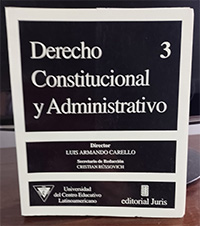 Derecho 3
Constitucional
y Administrativo
Director
LUIS ARMANDO CARELLO
Secretario de Redacción
CRISTIAN RÚXOVICH
Universidad
del Centro Educativo
Latinoamericano
editorial Juris